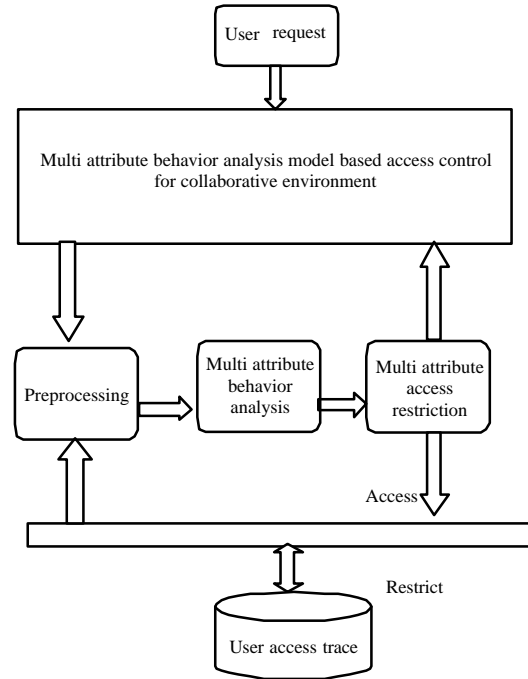 User request
Multi attribute behavior analysis model based access control
for collaborative environment
Preprocessing
Multi attribute
behavior
analysis
Multi attribute
access
restriction
Access
Restrict
User access trace